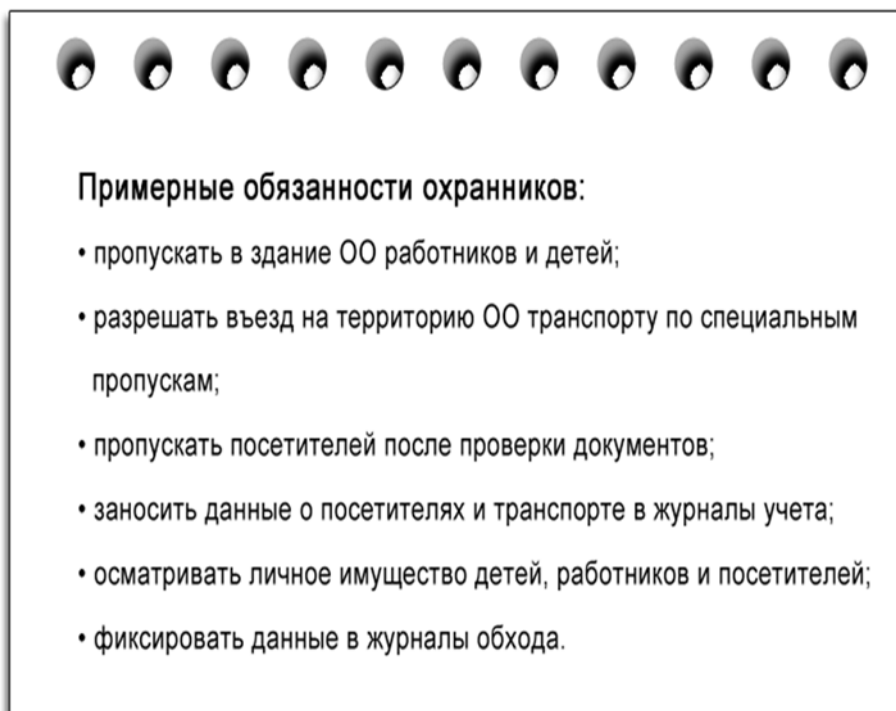 Примерные обязанности охранников:
• пропускать в здание ОО работников и детей;
• разрешать въезд на территорию ОО транспорту по специальным
пропускам;
• пропускать посетителей после проверки документов;
• заносить данные о посетителях и транспорте в журналы учета;
• осматривать личное имущество детей, работников и посетителей;
• фиксировать данные в журналы обхода.